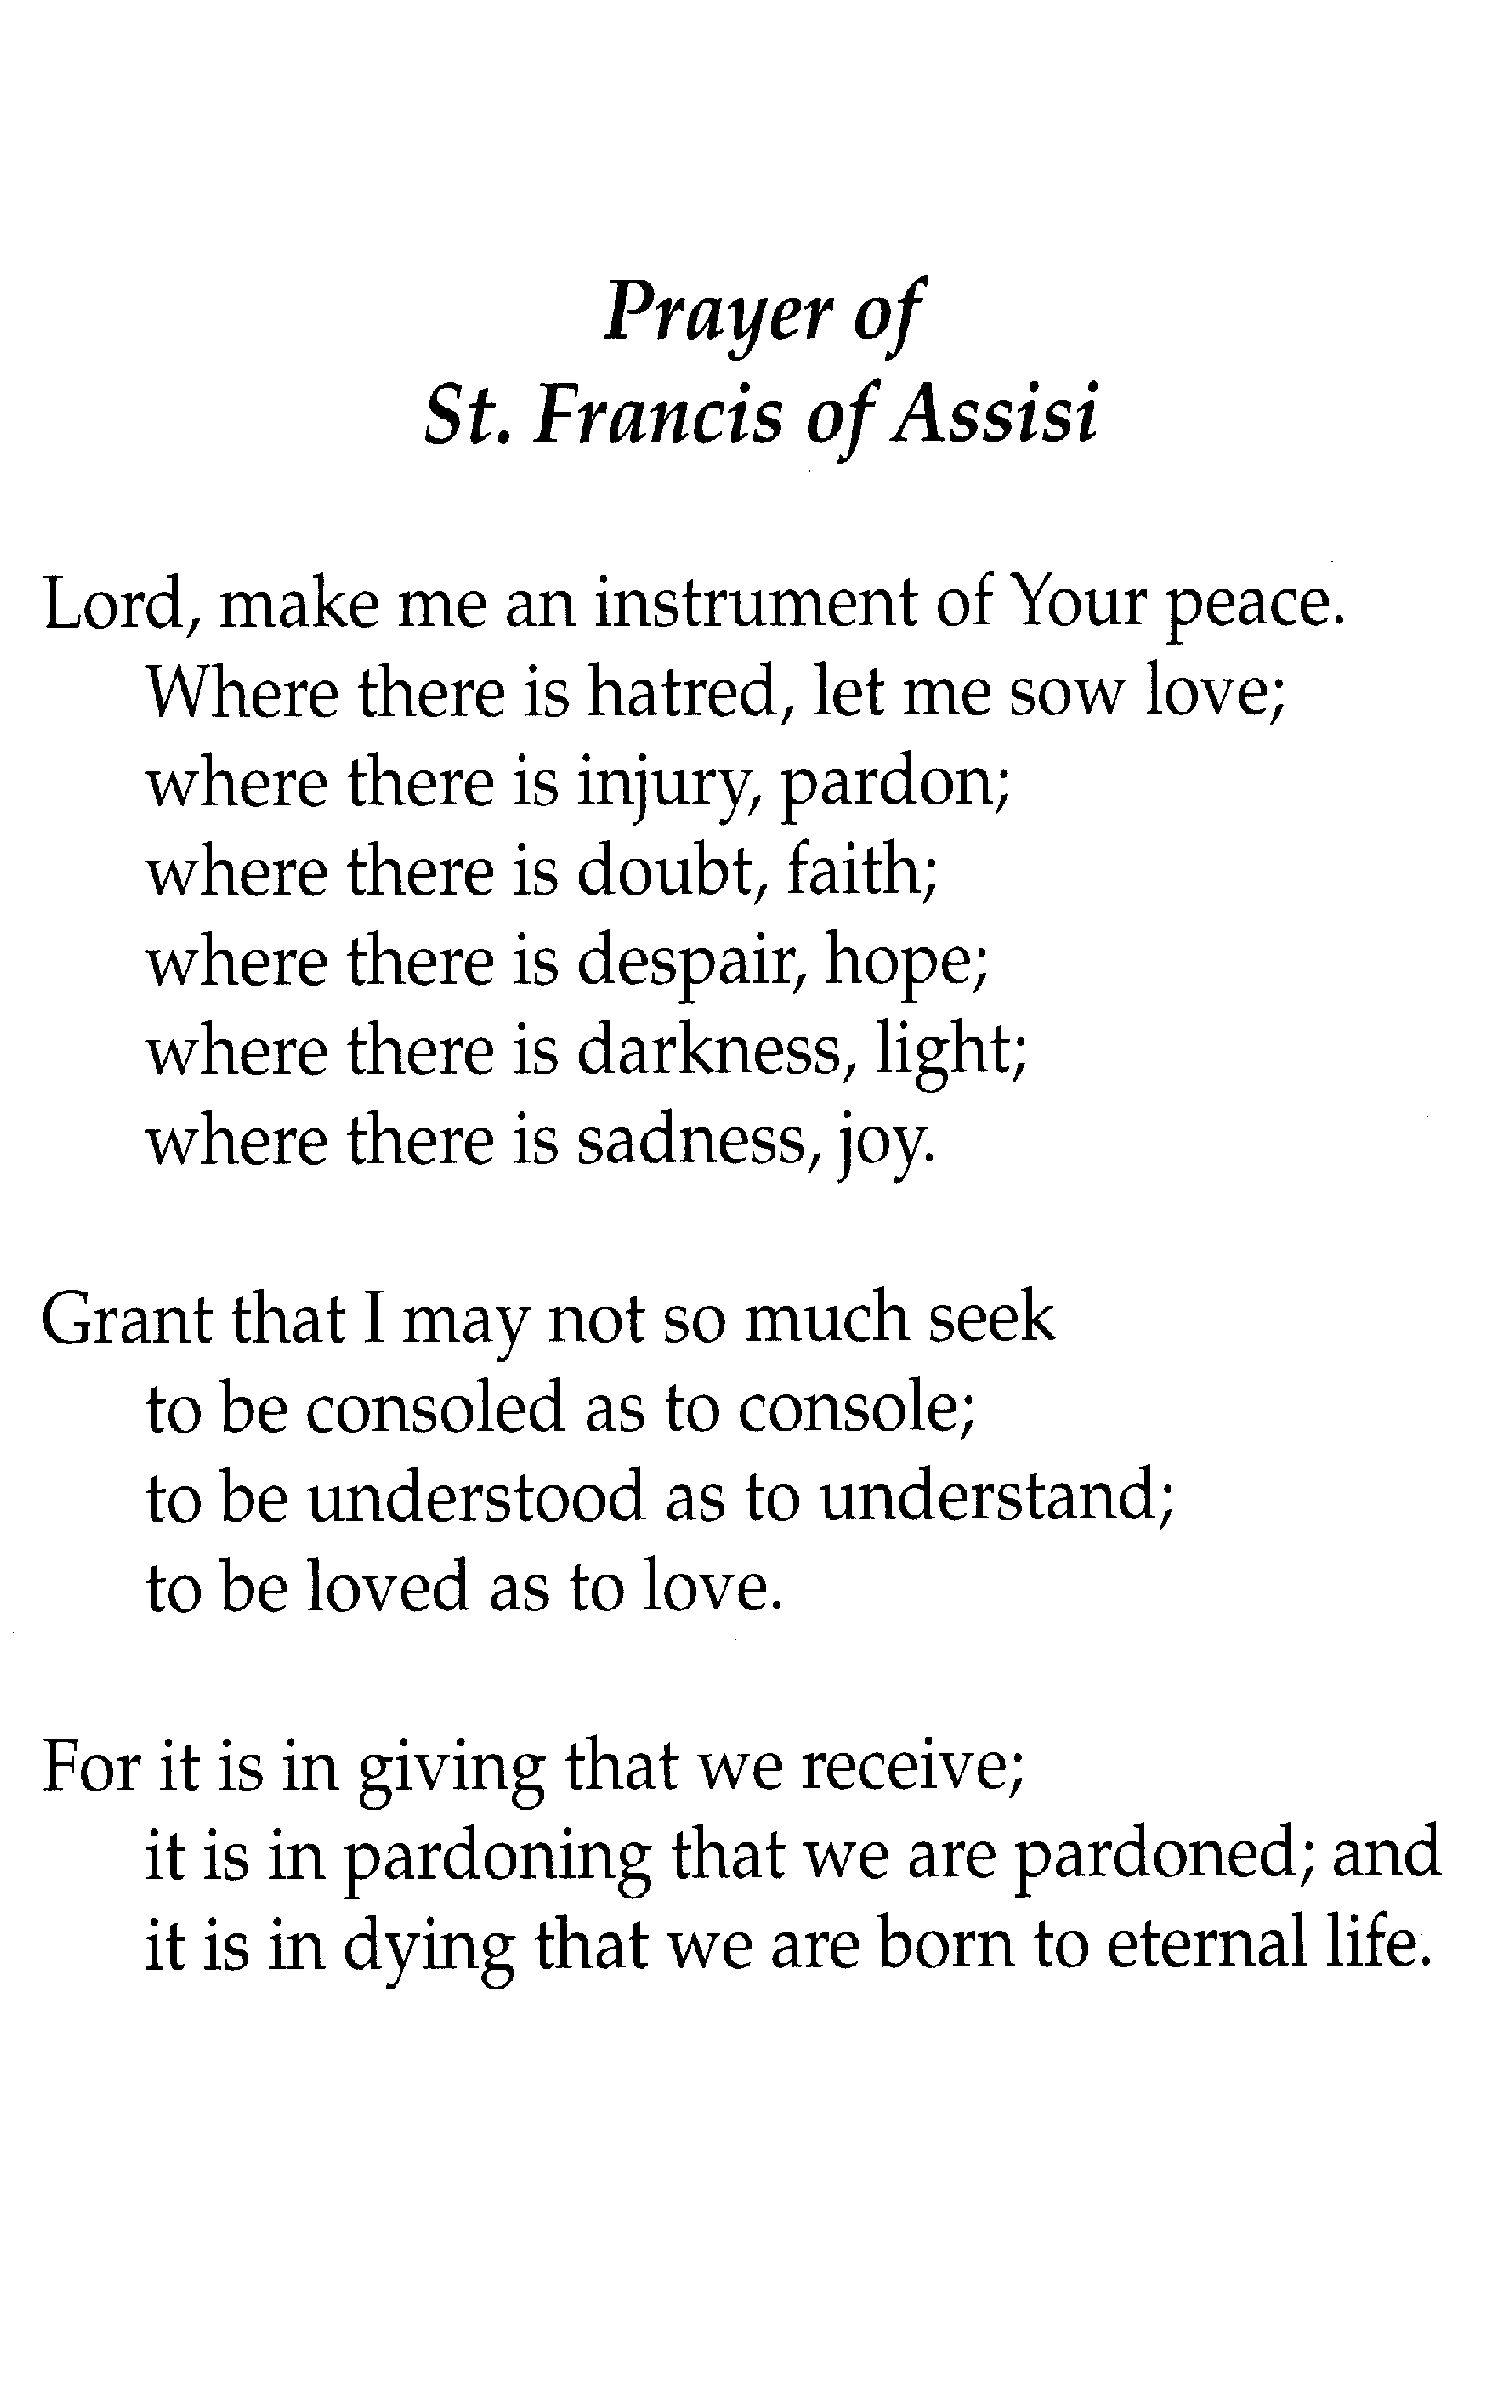 Prayer of
St. Francis of Assisi
Lord, make me an instrument of Your peace.
Where there is hatred, let me sow love;
where there is injury, pardon;
where there is doubt, faith;
where there is despair, hope;
where there is darkness, light;
where there is sadness, joy.
Grant that I may not so much seek
to be consoled as to console;
to be understood as to understand;
to be loved as to love.
For it is in giving that we receive;
it is in pardoning that we are pardoned; and
it is in dying that we are born to eternal life.